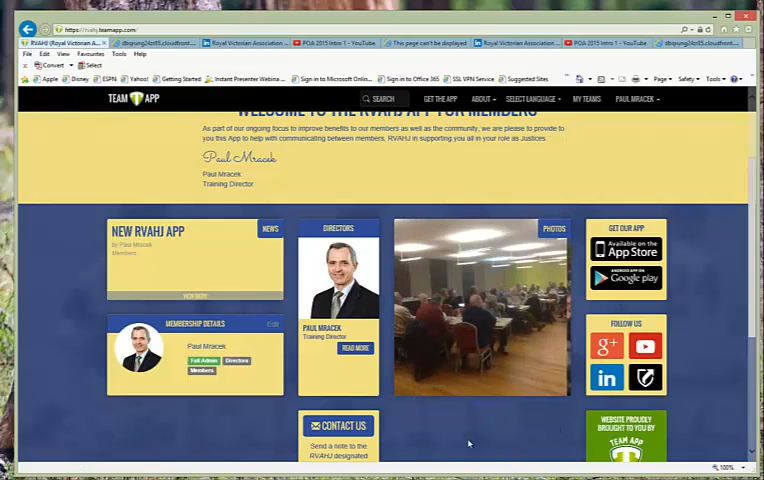 https://rvahj.teamapp.com/
RVAHJ (Royal Victorian A...
dbqrung24zr85.cloudfront...
Royal Victorian Association ...
POA 2015 Intro 1 - YouTube
This page can't be displayed
Royal Victorian Association ...
POA 2015 Intro 1 - YouTube
dbqrung24zr85.cloudfront...
File Edit View Favourites Tools Help
Convert Select
Apple Disney ESPN Yahoo! Getting Started Instant Presenter Webina... Sign in to Microsoft Onlin... Sign in to Office 365 SSL VPN Service Suggested Sites
Page Safety Tools
TEAM APP
SEARCH GET THE APP ABOUT SELECT LANGUAGE MY TEAMS PAUL MRACEK
WELCOME TO THE RVAHJ APP FOR MEMBERS
As part of our ongoing focus to improve benefits to our members as well as the community, we are please to provide to
you this App to help with communicating between members, RVAHJ in supporting you all in your role as Justices.
Paul Mracek
Paul Mracek
Training Director
NEW RVAHJ APP
NEWS
by Paul Mracek
Members
VIEW MORE
MEMBERSHIP DETAILS
Edit
Paul Mracek
Full Admin Directors
Members
DIRECTORS
PAUL MRACEK
Training Director
READ MORE
PHOTOS
CONTACT US
Send a note to the
RVAHJ designated
GET OUR APP
Available on the
App Store
ANDROID APP ON
Google play
FOLLOW US
g+
in
WEBSITE PROUDLY
BROUGHT TO YOU BY
TEAM APP
100%